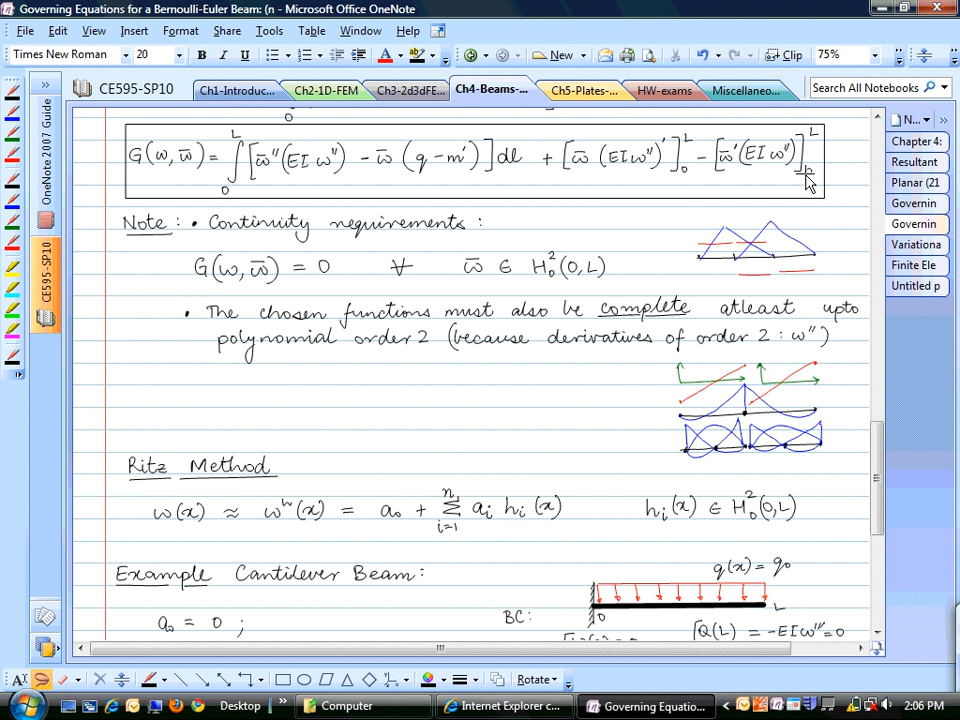 Governing Equations for a Bernoulli-Euler Beam: (n - Microsoft Office OneNote
File Edit View Insert Format Share Tools Table Window Help
Times New Roman 20 B I U A ab New Clip 75%
CE595-SP10 Ch1-Introduc... Ch2-1D-FEM Ch3-2d3dFE... Ch4-Beams-... Ch5-Plates-... HW-exams Miscellaneo... Search All Notebooks
OneNote 2007 Guide
CE595-SP10
N...
Chapter 4:
Resultant
Planar (21
Governin
Governin
Variationa
Finite Ele
Untitled p
G(w, w̄) = ∫₀ᴸ [w̄''(EI w'') - w̄ (q - m')] dl + [w̄ (EI w'')']₀ᴸ - [w̄'(EI w'')]₀ᴸ
Note: • Continuity requirements:
G(w, w̄) = 0 ∀ w̄ ∈ H₀²(0,L)
• The chosen functions must also be complete atleast upto
polynomial order 2 (because derivatives of order 2: w'')
Ritz Method
w(x) ≈ wʰ(x) = a₀ + Σᵢ₌₁ⁿ aᵢ hᵢ(x) hᵢ(x) ∈ H₀²(0,L)
Example Cantilever Beam: q(x) = q₀
0 L
a₀ = 0 ; BC: [Q(L) = -EIw''' = 0
A Rotate
Desktop Computer Internet Explorer c... Governing Equatio... 2:06 PM